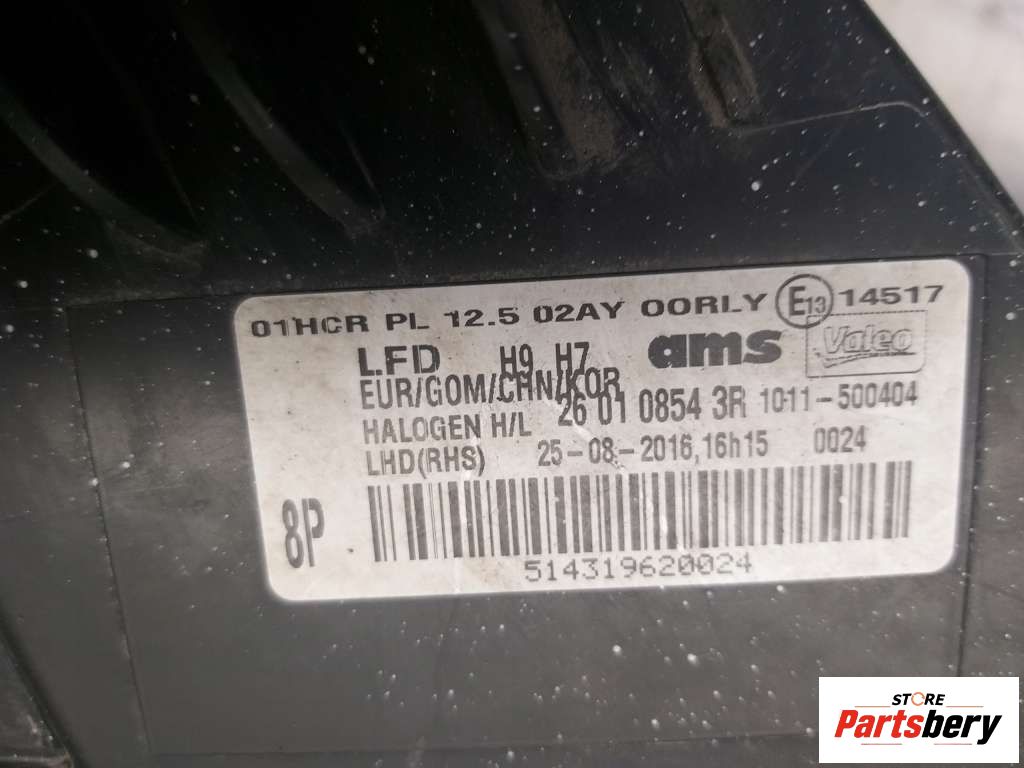 01HCR PL 12.5 02AY 00RLY E13 14517
LFD H9 H7 ams Valeo
EUR/GOM/CHN/KOR
26 01 0854 3R 1011-500404
HALOGEN H/L
LHD(RHS) 25-08-2016,16h15 0024
8P
514319620024
STORE
Partsbery